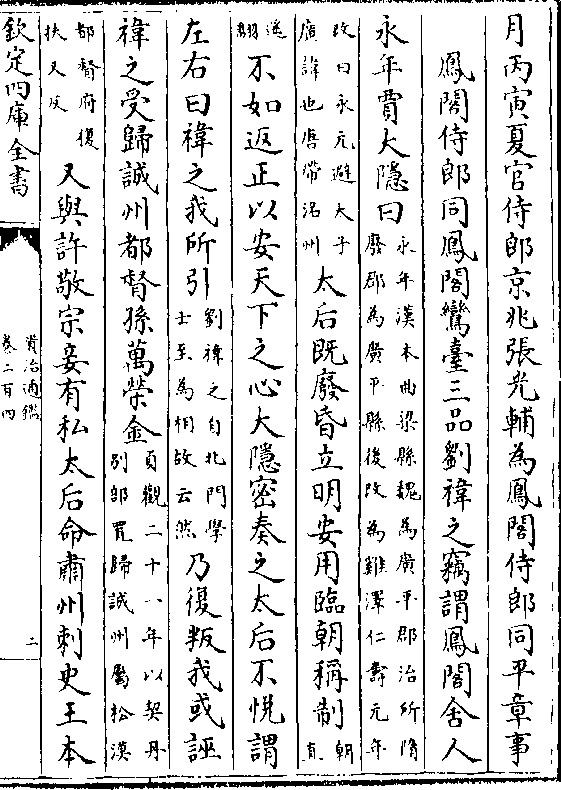 月丙寅夏官侍郎京兆張光輔為鳳閣侍郎同平章事
鳳閣侍郎同鳳閣鸞臺三品劉禕之竊謂鳳閣舍人
永年賈大隱曰永年漢本曲梁縣魏為廣平郡治所隋廢郡為廣平縣後改為雞澤仁壽元年
改曰永元避太子廣諱也唐帶洺州太后既廢昏立明安用臨朝稱制朝直
遥翻不如返正以安天下之心大隱密奏之太后不悅謂
左右曰禕之我所引劉禕之自北門學士至為相故云然乃復叛我或誣
禕之受歸誠州都督孫萬榮金貞觀二十一年以契丹別部置歸誠州屬松漠
都督府復扶又反又與許敬宗妾有私太后命肅州刺史王本
欽定四庫全書
資治通鑑
卷二百四
二